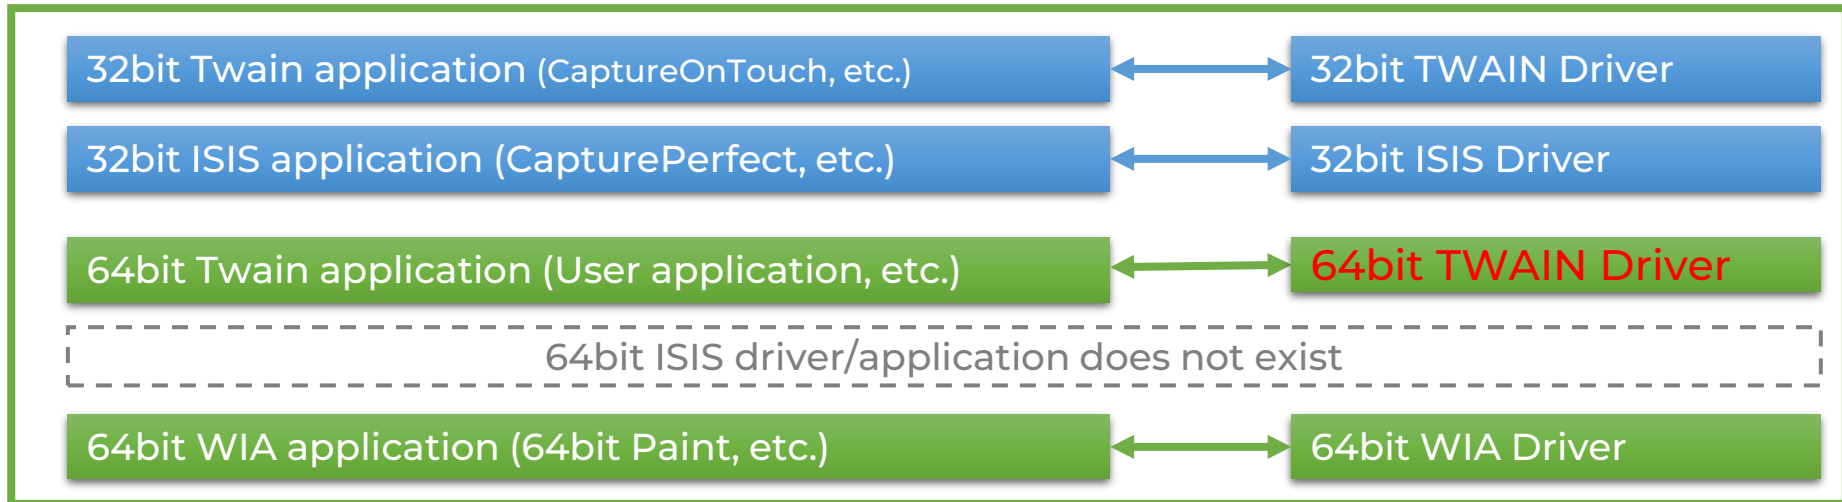 32bit Twain application (CaptureOnTouch, etc.)
32bit TWAIN Driver
32bit ISIS application (CapturePerfect, etc.)
32bit ISIS Driver
64bit Twain application (User application, etc.)
64bit TWAIN Driver
64bit ISIS driver/application does not exist
64bit WIA application (64bit Paint, etc.)
64bit WIA Driver